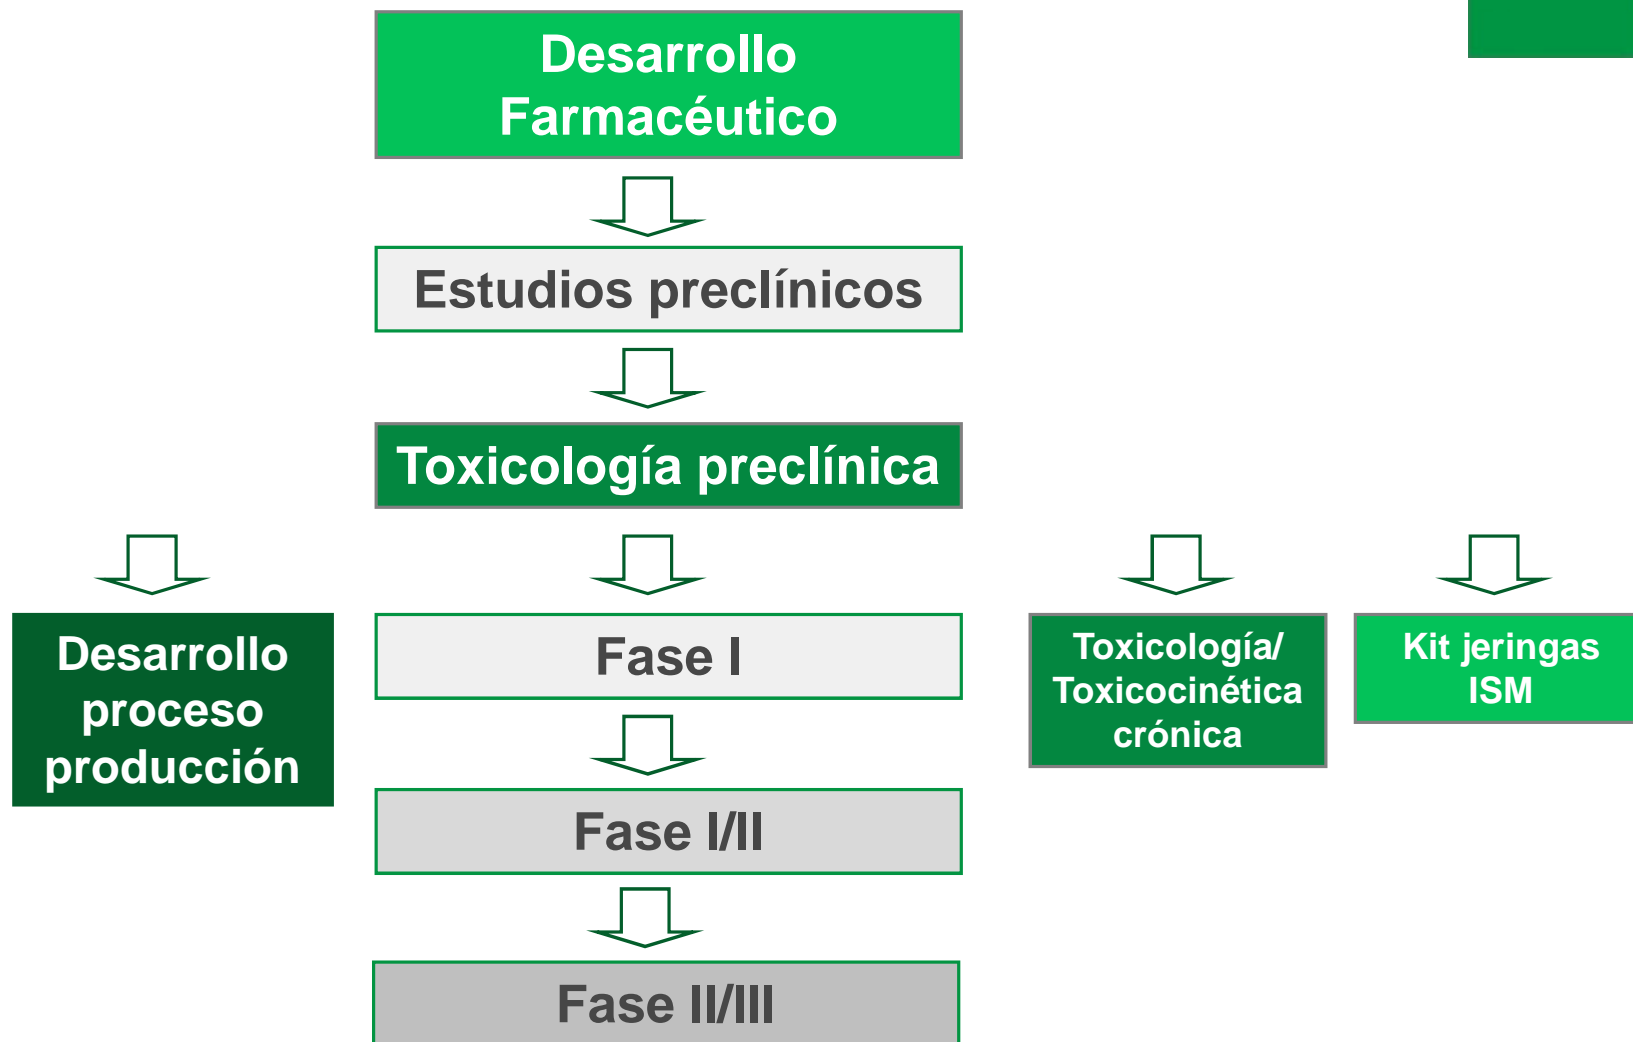 Desarrollo
Farmacéutico
Estudios preclínicos
Toxicología preclínica
Desarrollo
proceso
producción
Fase I
Toxicología/
Toxicocinética
crónica
Kit jeringas
ISM
Fase I/II
Fase II/III